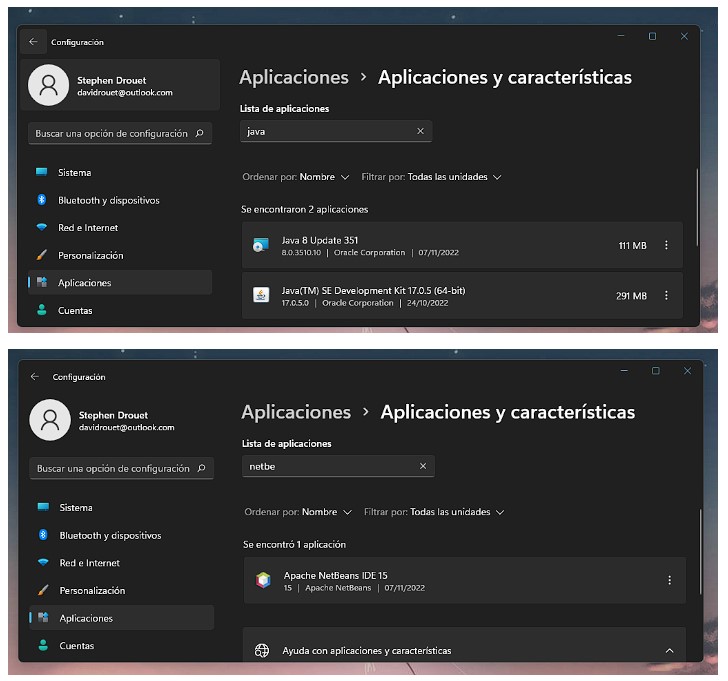 Configuración
Stephen Drouet
davidrouet@outlook.com
Buscar una opción de configuración
Sistema
Bluetooth y dispositivos
Red e Internet
Personalización
Aplicaciones
Cuentas
Aplicaciones > Aplicaciones y características
Lista de aplicaciones
java
Ordenar por: Nombre Filtrar por: Todas las unidades
Se encontraron 2 aplicaciones
Java 8 Update 351
8.0.3510.10 | Oracle Corporation | 07/11/2022
111 MB
Java(TM) SE Development Kit 17.0.5 (64-bit)
17.0.5.0 | Oracle Corporation | 24/10/2022
291 MB
Configuración
Stephen Drouet
davidrouet@outlook.com
Buscar una opción de configuración
Sistema
Bluetooth y dispositivos
Red e Internet
Personalización
Aplicaciones
Cuentas
Aplicaciones > Aplicaciones y características
Lista de aplicaciones
netbe
Ordenar por: Nombre Filtrar por: Todas las unidades
Se encontró 1 aplicación
Apache NetBeans IDE 15
15 | Apache NetBeans | 07/11/2022
Ayuda con aplicaciones y características